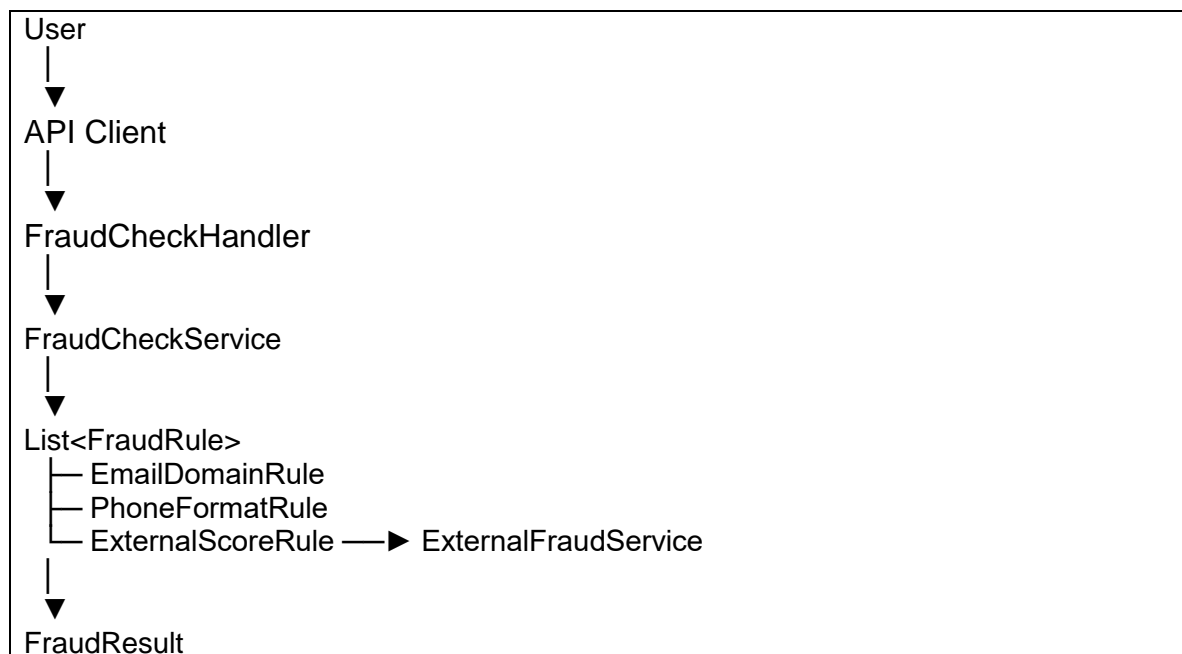 User
API Client
FraudCheckHandler
FraudCheckService
List<FraudRule>
EmailDomainRule
PhoneFormatRule
ExternalScoreRule ExternalFraudService
FraudResult